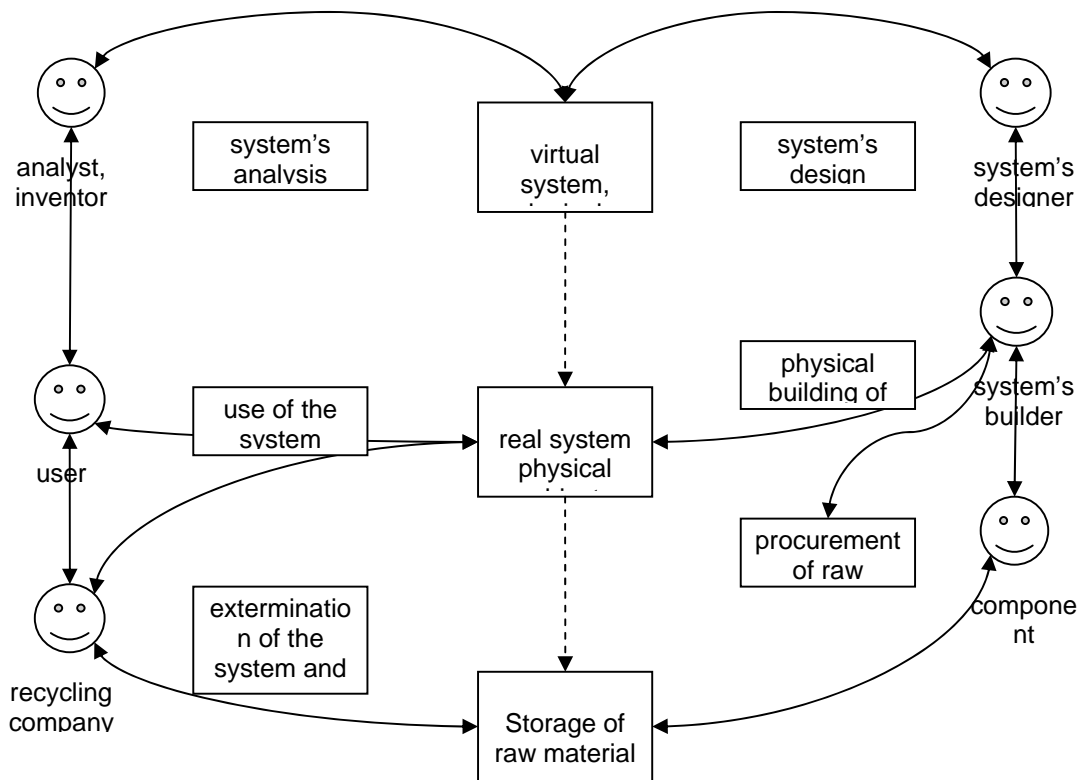 system's
analysis
virtual
system,
system's
design
analyst,
inventor
system's
designer
physical
building of
use of the
system
real system
physical
system's
builder
user
procurement
of raw
exterminatio
n of the
system and
compone
nt
recycling
company
Storage of
raw material